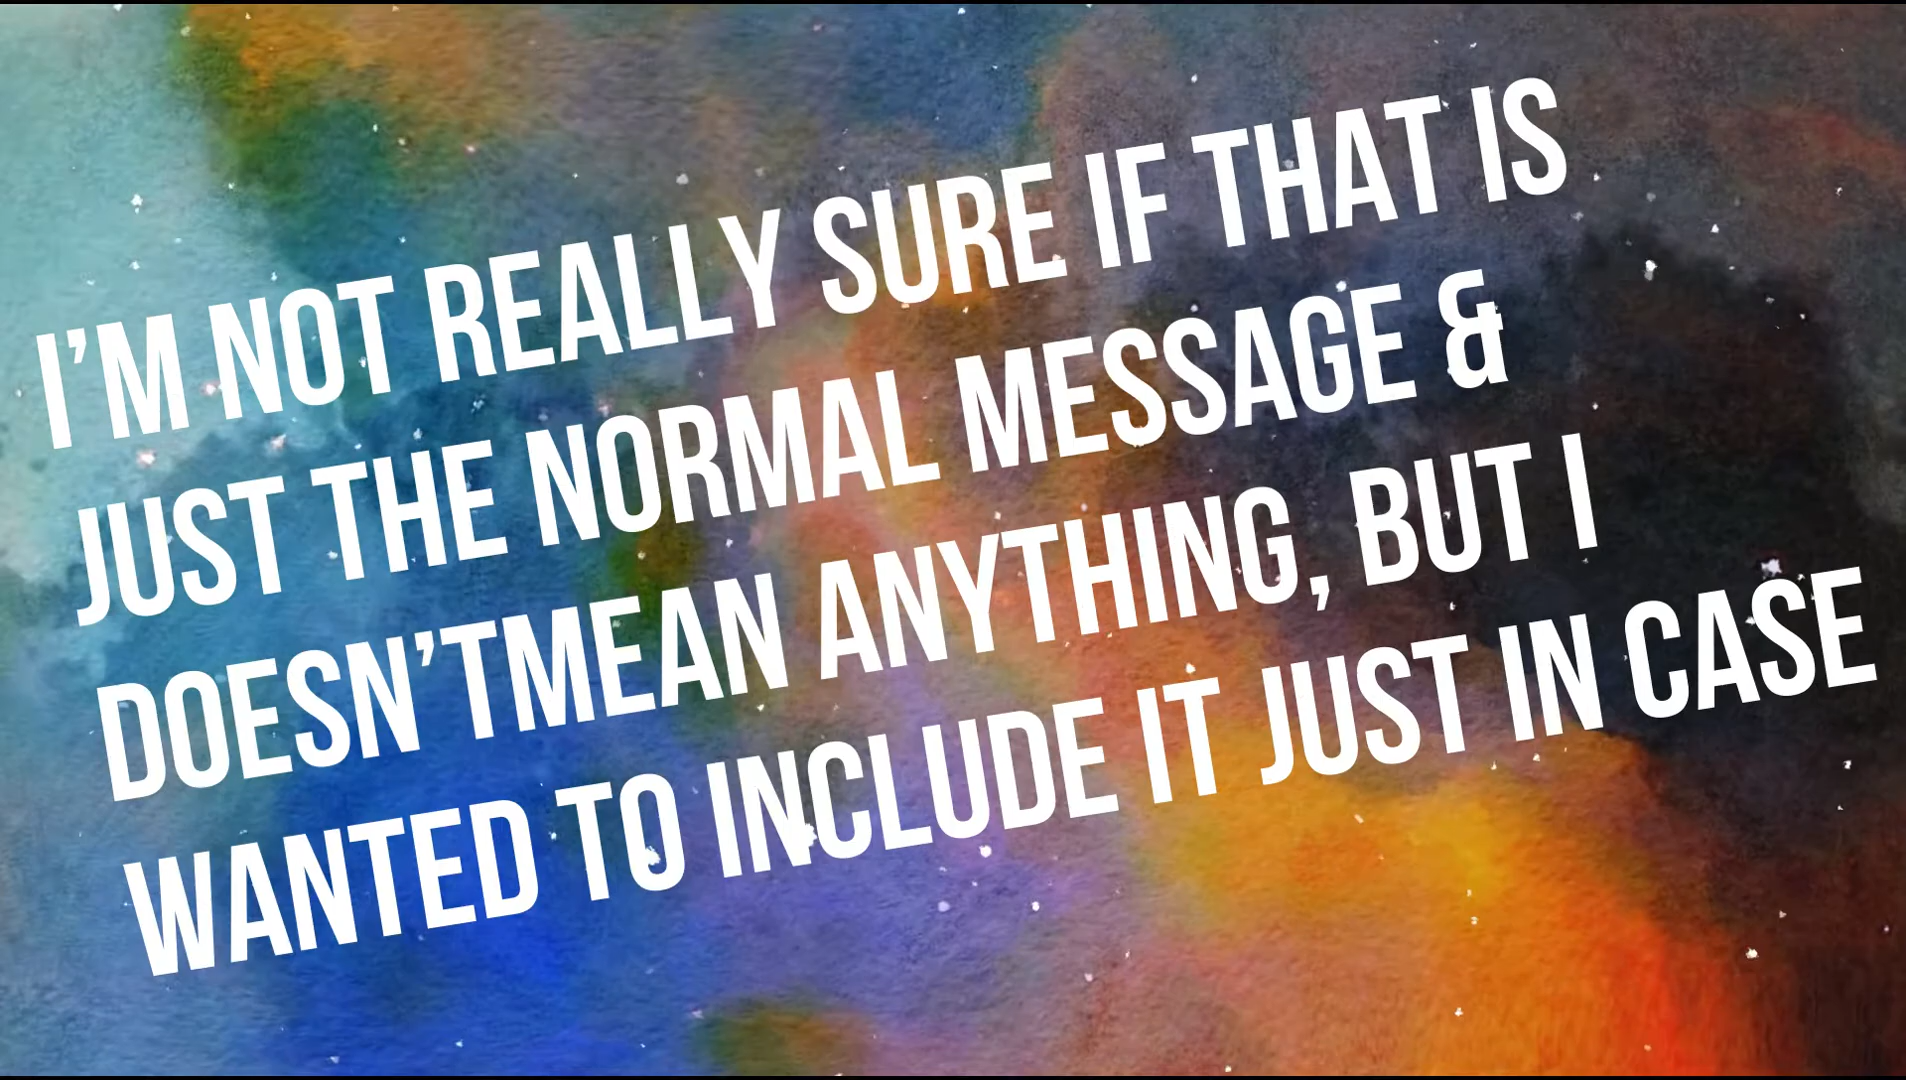 I'M NOT REALLY SURE IF THAT IS
JUST THE NORMAL MESSAGE &
DOESN'TMEAN ANYTHING, BUT I
WANTED TO INCLUDE IT JUST IN CASE